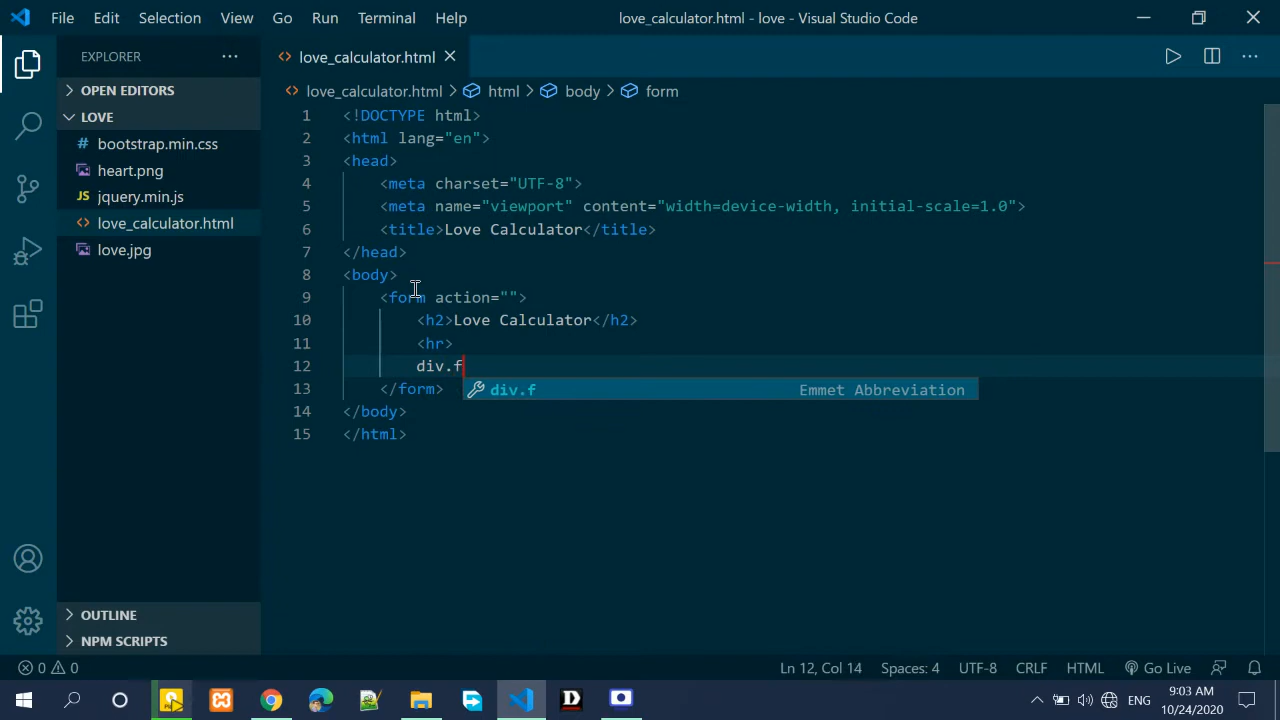 File Edit Selection View Go Run Terminal Help love_calculator.html - love - Visual Studio Code
EXPLORER ···
love_calculator.html
OPEN EDITORS
LOVE
# bootstrap.min.css
heart.png
JS jquery.min.js
<> love_calculator.html
love.jpg
OUTLINE
NPM SCRIPTS
<> love_calculator.html > html > body > form
1 <!DOCTYPE html>
2 <html lang="en">
3 <head>
4     <meta charset="UTF-8">
5     <meta name="viewport" content="width=device-width, initial-scale=1.0">
6     <title>Love Calculator</title>
7 </head>
8 <body>
9     <form action="">
10         <h2>Love Calculator</h2>
11         <hr>
12         div.f
div.f Emmet Abbreviation
13     </form>
14 </body>
15 </html>
0 0 Ln 12, Col 14 Spaces: 4 UTF-8 CRLF HTML Go Live
D ENG 9:03 AM
10/24/2020